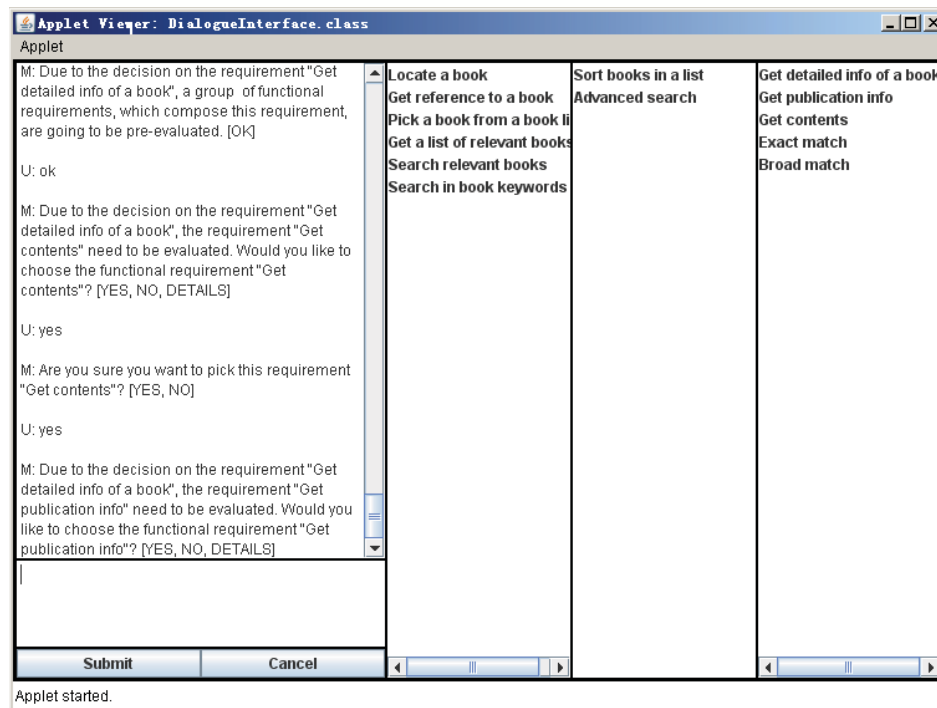 Applet Viewer: DialogueInterface.class
Applet
M: Due to the decision on the requirement "Get
detailed info of a book", a group of functional
requirements, which compose this requirement,
are going to be pre-evaluated. [OK]
U: ok
M: Due to the decision on the requirement "Get
detailed info of a book", the requirement "Get
contents" need to be evaluated. Would you like to
choose the functional requirement "Get
contents"? [YES, NO, DETAILS]
U: yes
M: Are you sure you want to pick this requirement
"Get contents"? [YES, NO]
U: yes
M: Due to the decision on the requirement "Get
detailed info of a book", the requirement "Get
publication info" need to be evaluated. Would you
like to choose the functional requirement "Get
publication info"? [YES, NO, DETAILS]
Submit
Cancel
Locate a book
Get reference to a book
Pick a book from a book li
Get a list of relevant books
Search relevant books
Search in book keywords
Sort books in a list
Advanced search
Get detailed info of a book
Get publication info
Get contents
Exact match
Broad match
Applet started.